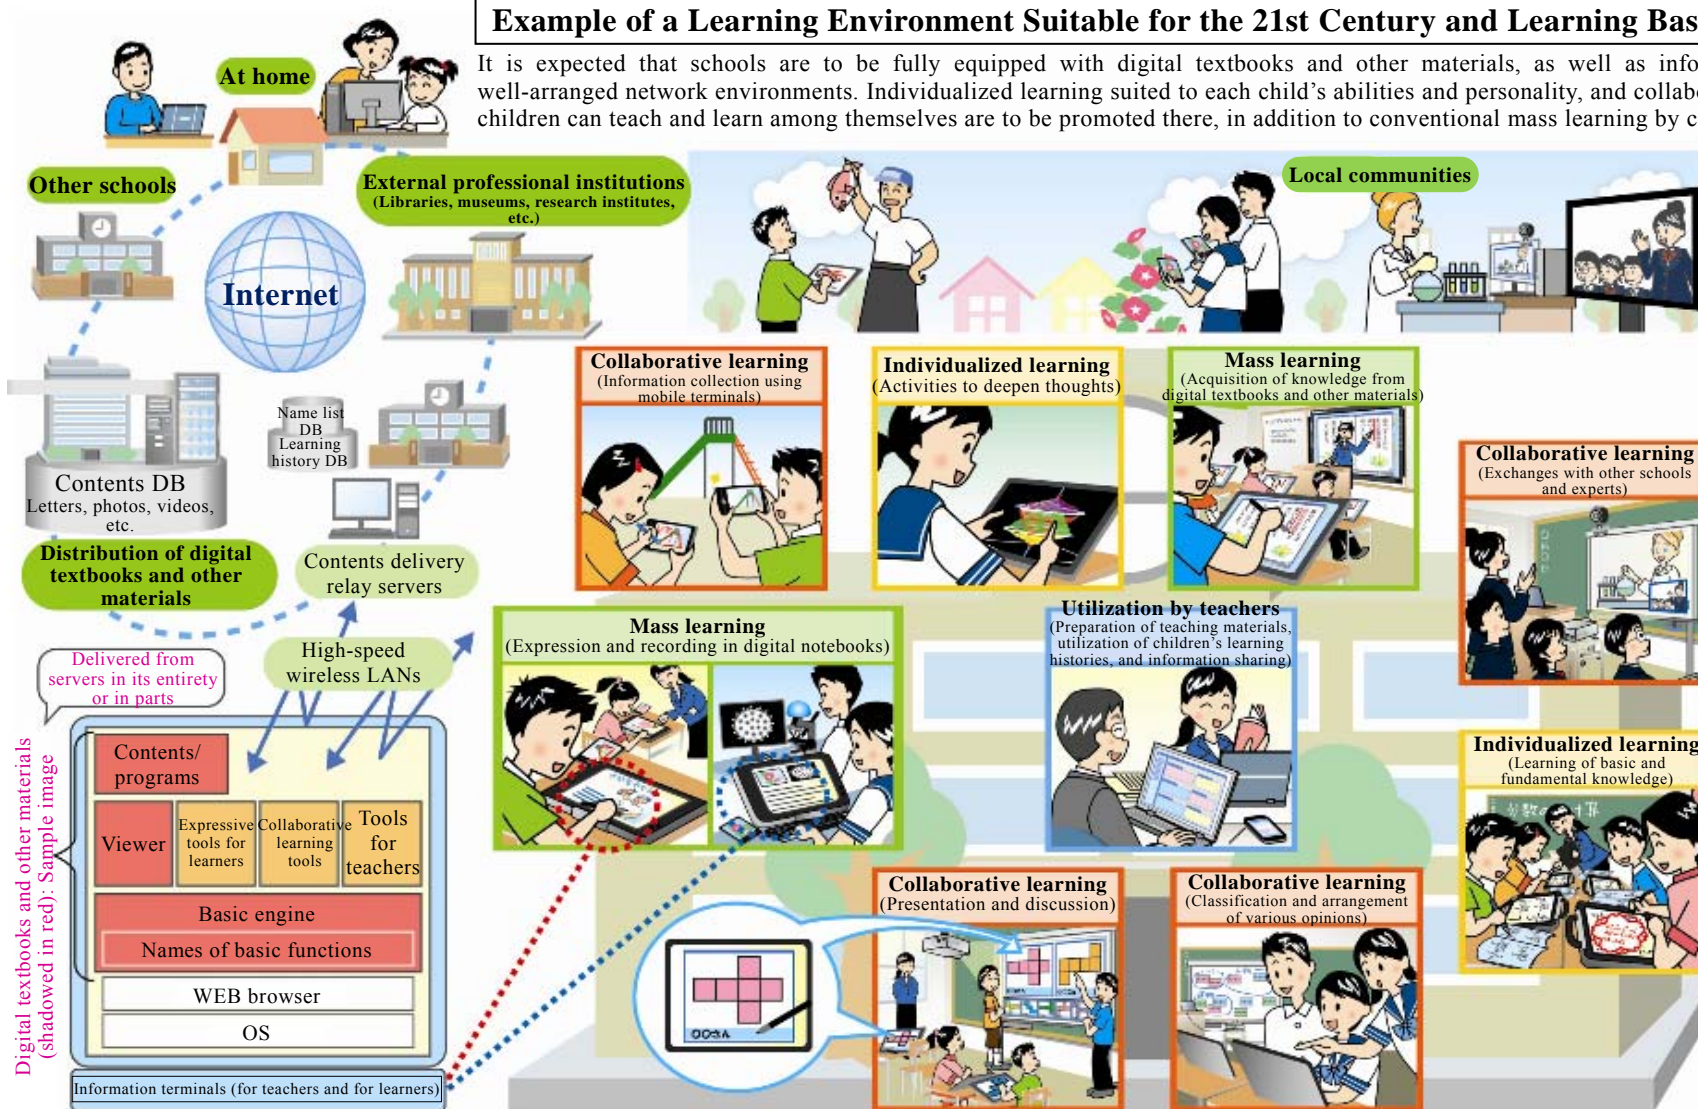 Example of a Learning Environment Suitable for the 21st Century and Learning Bas
It is expected that schools are to be fully equipped with digital textbooks and other materials, as well as info
well-arranged network environments. Individualized learning suited to each child's abilities and personality, and collabo
children can teach and learn among themselves are to be promoted there, in addition to conventional mass learning by c
At home
Other schools
External professional institutions
(Libraries, museums, research institutes,
etc.)
Local communities
Internet
Name list
DB
Learning
history DB
Contents DB
Letters, photos, videos,
etc.
Distribution of digital
textbooks and other
materials
Contents delivery
relay servers
High-speed
wireless LANs
Delivered from
servers in its entirety
or in parts
Digital textbooks and other materials
(shadowed in red): Sample image
Contents/
programs
Viewer
Expressive
tools for
learners
Collaborative
learning
tools
Tools
for
teachers
Basic engine
Names of basic functions
WEB browser
OS
Information terminals (for teachers and for learners)
Collaborative learning
(Information collection using
mobile terminals)
Individualized learning
(Activities to deepen thoughts)
Mass learning
(Acquisition of knowledge from
digital textbooks and other materials)
Collaborative learning
(Exchanges with other schools
and experts)
Mass learning
(Expression and recording in digital notebooks)
Utilization by teachers
(Preparation of teaching materials,
utilization of children's learning
histories, and information sharing)
Individualized learning
(Learning of basic and
fundamental knowledge)
Collaborative learning
(Presentation and discussion)
Collaborative learning
(Classification and arrangement
of various opinions)